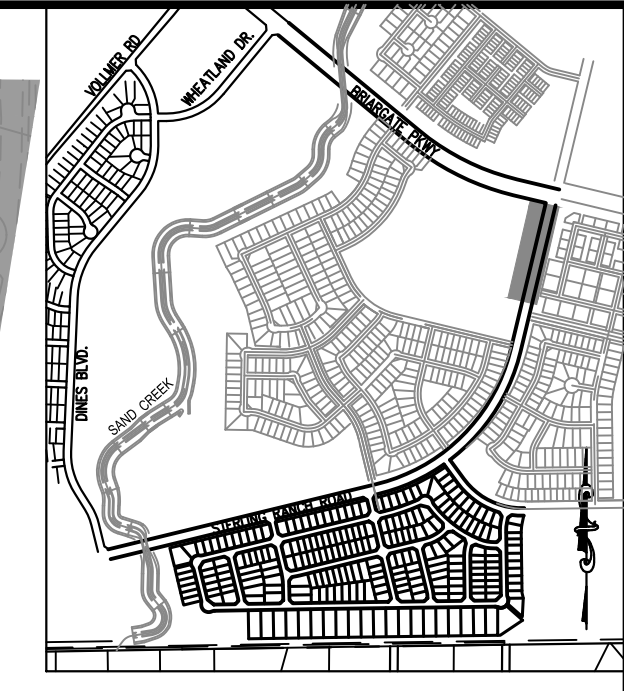 VOLLMER RD
WHEATLAND DR.
BRIARGATE PKWY
DINES BLVD.
SAND CREEK
STERLING RANCH ROAD